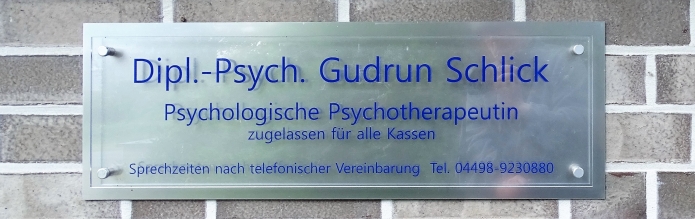 Dipl.-Psych. Gudrun Schlick
Psychologische Psychotherapeutin
zugelassen für alle Kassen
Sprechzeiten nach telefonischer Vereinbarung Tel. 04498-9230880